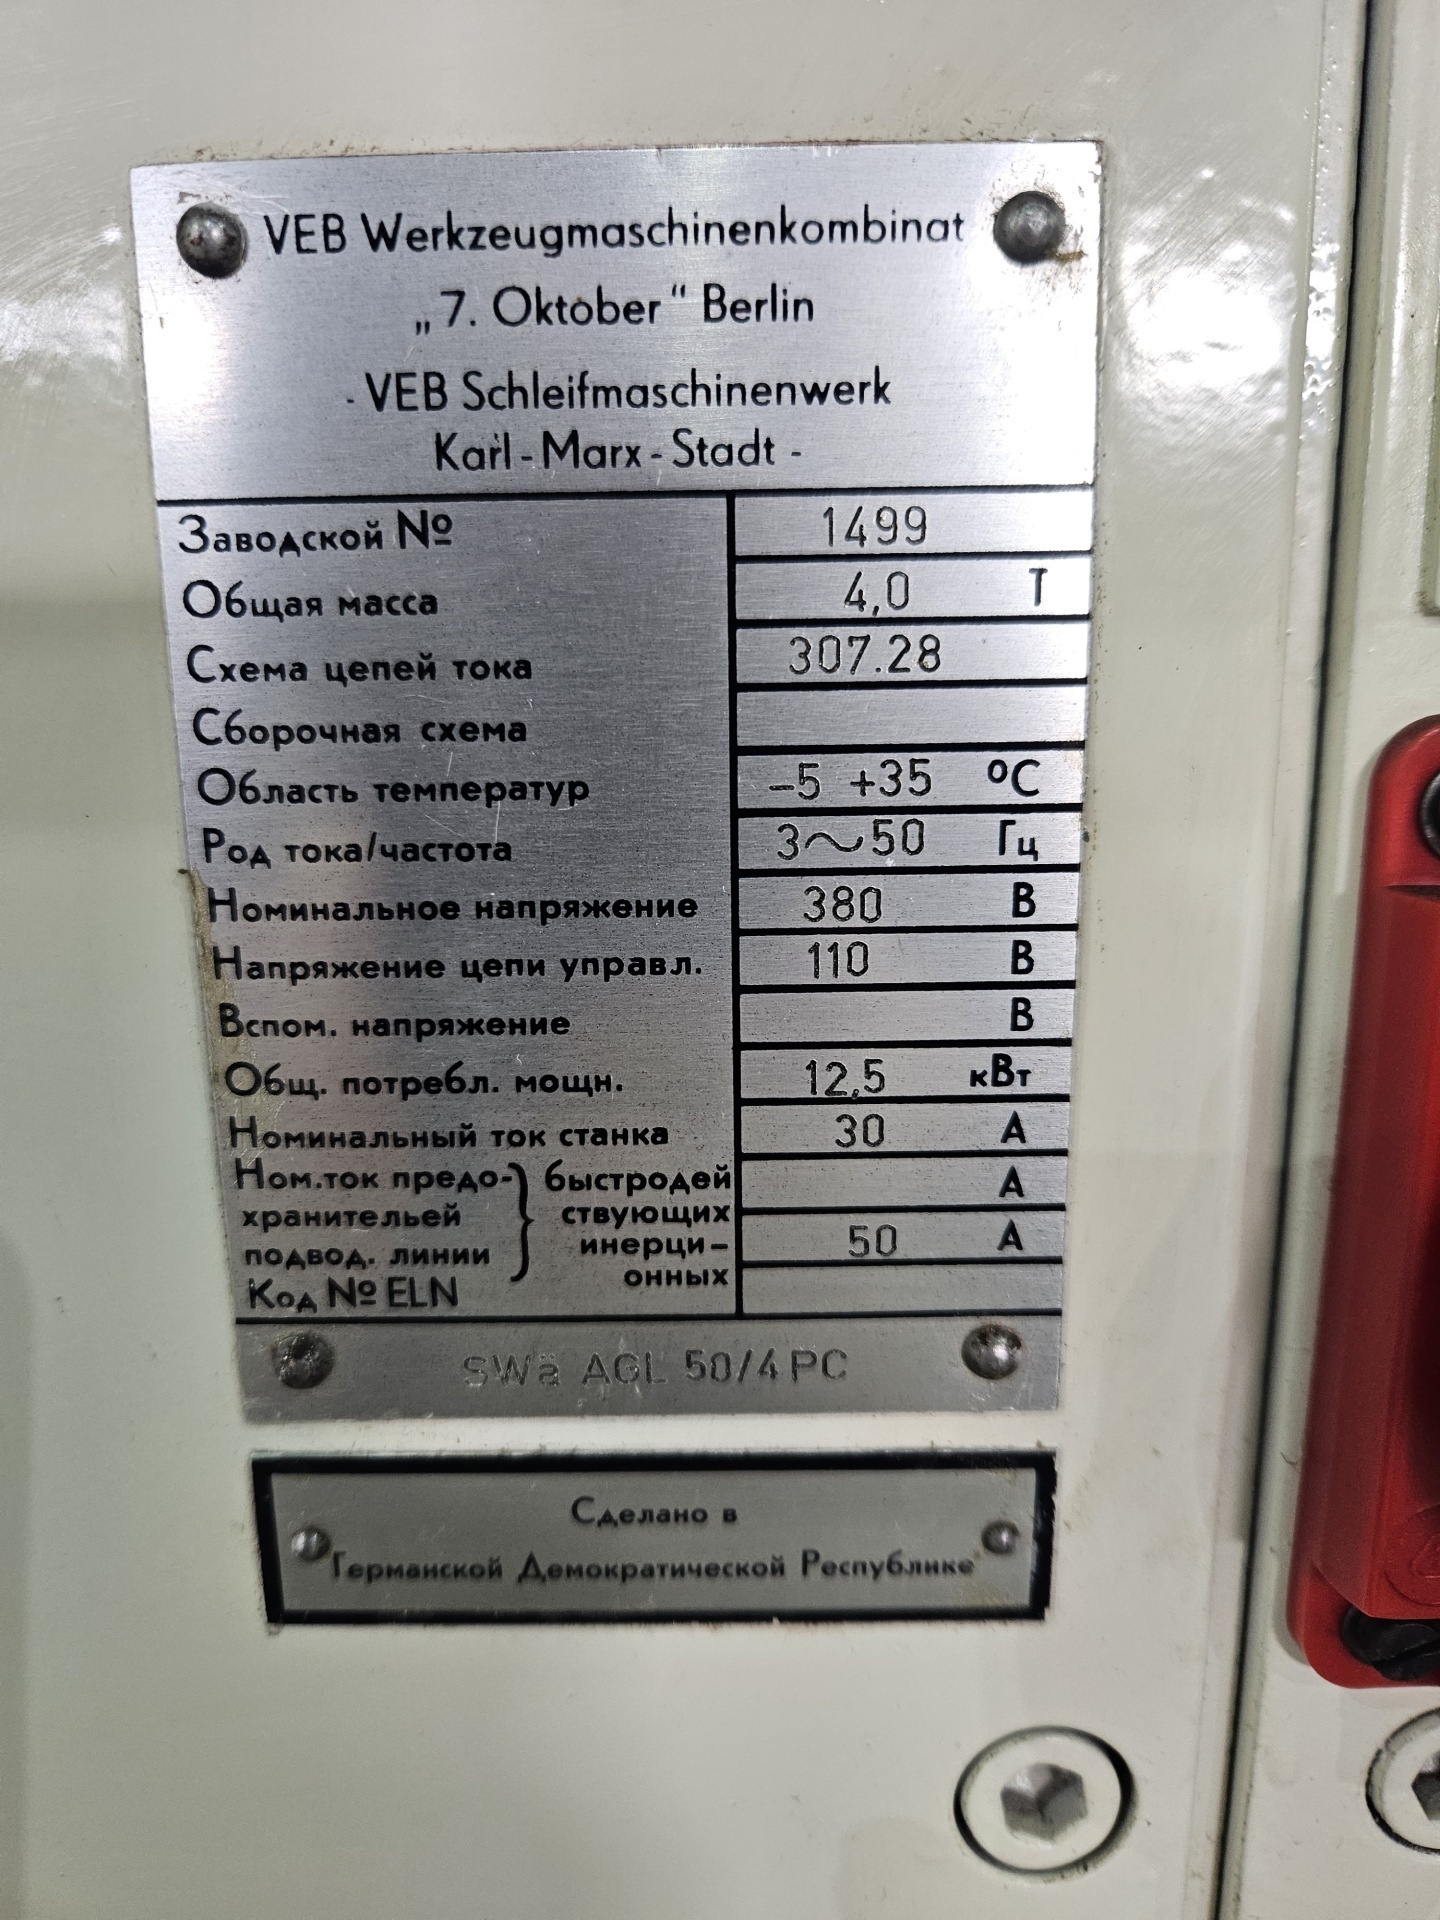 VEB Werkzeugmaschinenkombinat
„7. Oktober“ Berlin
- VEB Schleifmaschinenwerk
Karl-Marx-Stadt -
Заводской № 1499
Общая масса 4,0 Т
Схема цепей тока 307.28
Сборочная схема
Область температур -5 +35 °C
Род тока/частота 3~50 Гц
Номинальное напряжение 380 В
Напряжение цепи управл. 110 В
Вспом. напряжение В
Общ. потребл. мощн. 12,5 кВт
Номинальный ток станка 30 А
Ном.ток предо-} быстродей А
хранительей ствующих
подвод. линии инерци- 50 А
онных
Код № ELN
SWä AGL 50/4 PC
Сделано в
Германской Демократической Республике